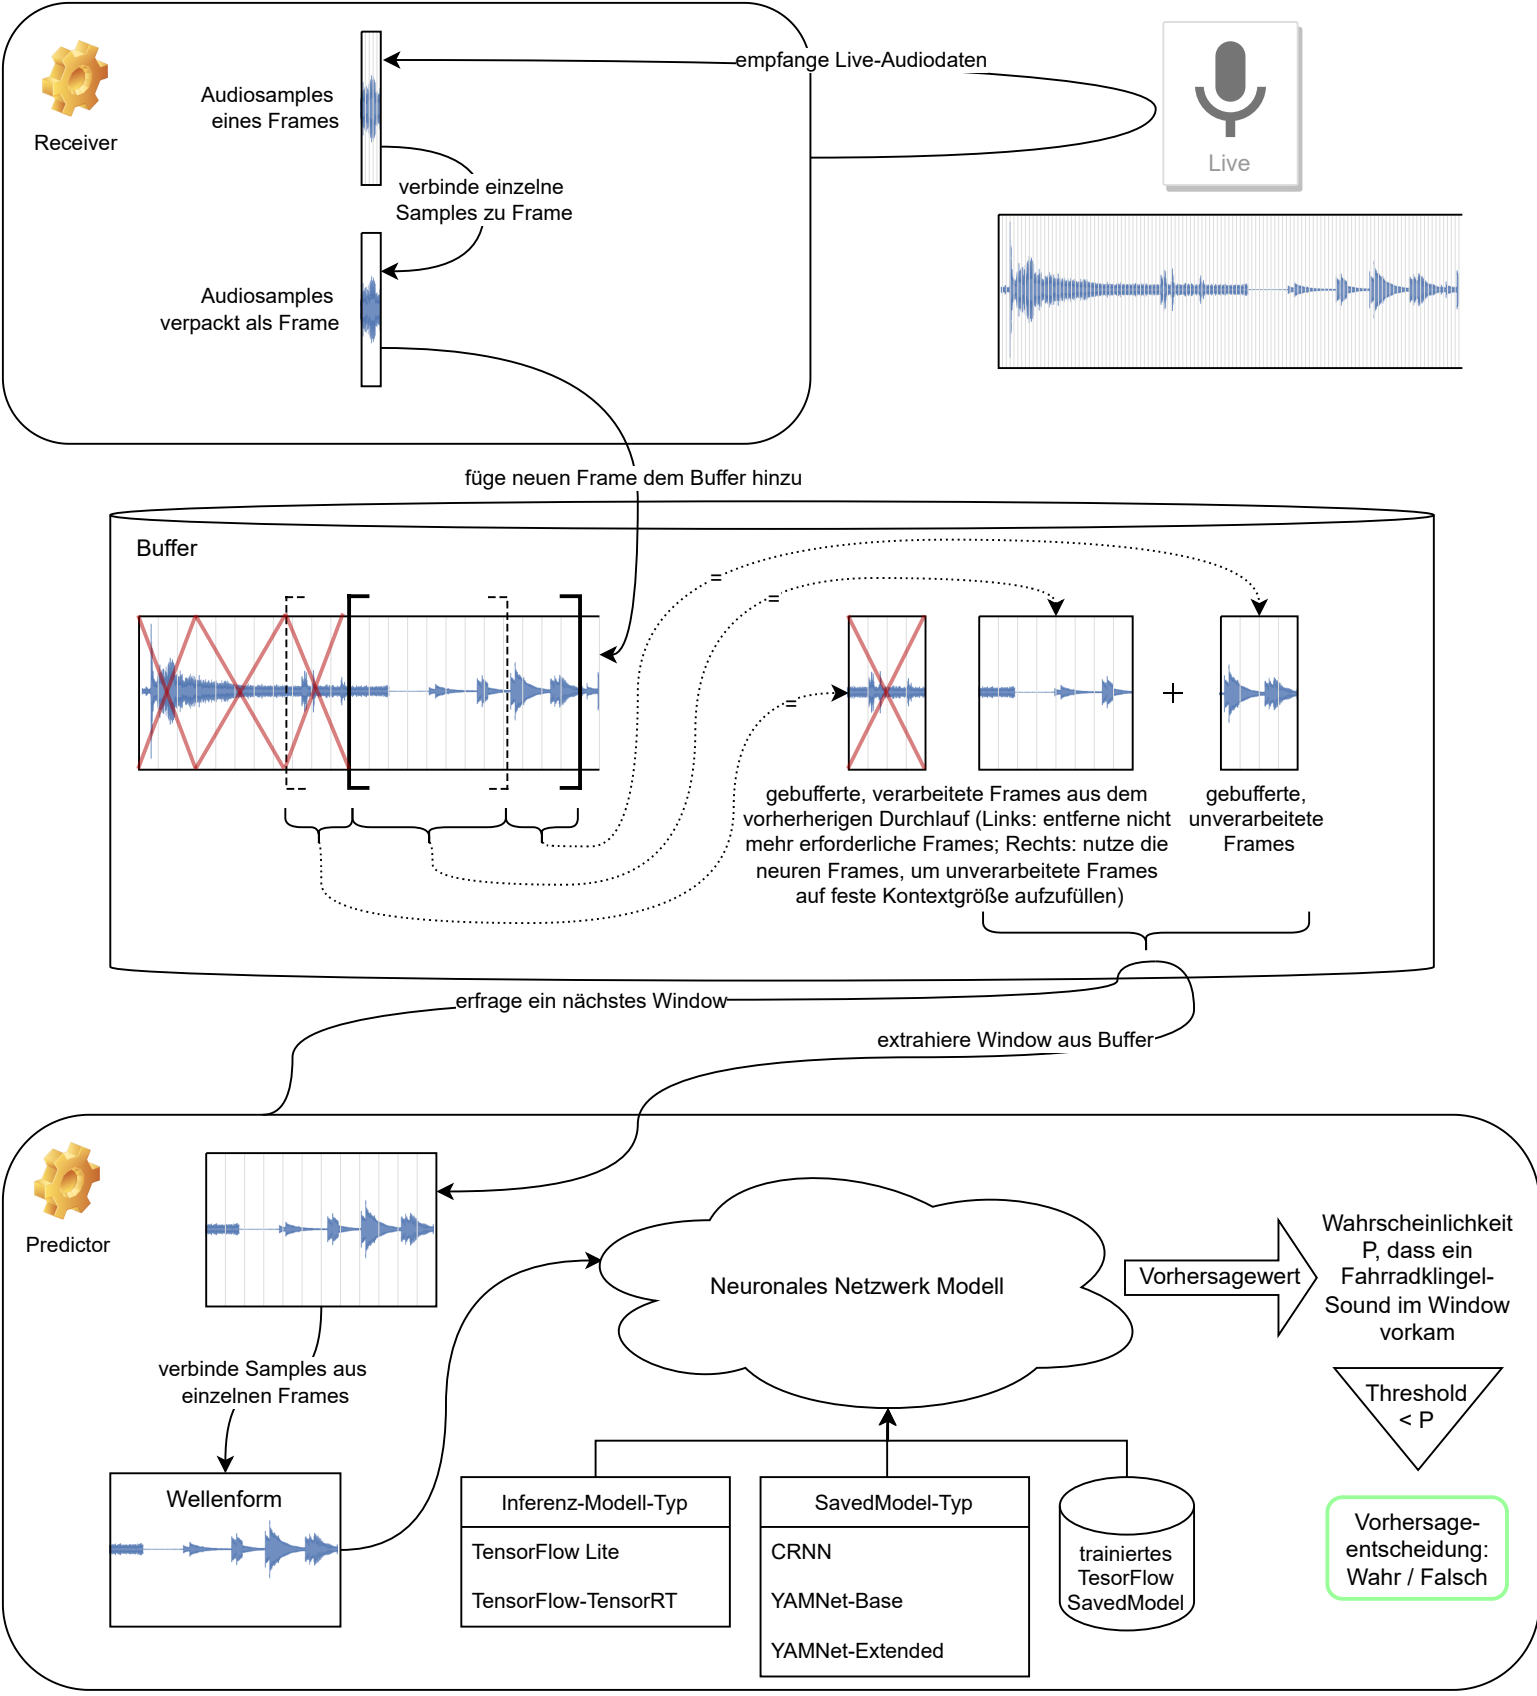 empfange Live-Audiodaten
Live
Receiver
Audiosamples
eines Frames
verbinde einzelne
Samples zu Frame
Audiosamples
verpackt als Frame
füge neuen Frame dem Buffer hinzu
Buffer
=
=
=
+
gebufferte, verarbeitete Frames aus dem
vorherherigen Durchlauf (Links: entferne nicht
mehr erforderliche Frames; Rechts: nutze die
neuren Frames, um unverarbeitete Frames
auf feste Kontextgröße aufzufüllen)
gebufferte,
unverarbeitete
Frames
erfrage ein nächstes Window
extrahiere Window aus Buffer
Predictor
verbinde Samples aus
einzelnen Frames
Wellenform
Neuronales Netzwerk Modell
Vorhersagewert
Wahrscheinlichkeit
P, dass ein
Fahrradklingel-
Sound im Window
vorkam
Threshold
< P
Vorhersage-
entscheidung:
Wahr / Falsch
Inferenz-Modell-Typ
TensorFlow Lite
TensorFlow-TensorRT
SavedModel-Typ
CRNN
YAMNet-Base
YAMNet-Extended
trainiertes
TesorFlow
SavedModel